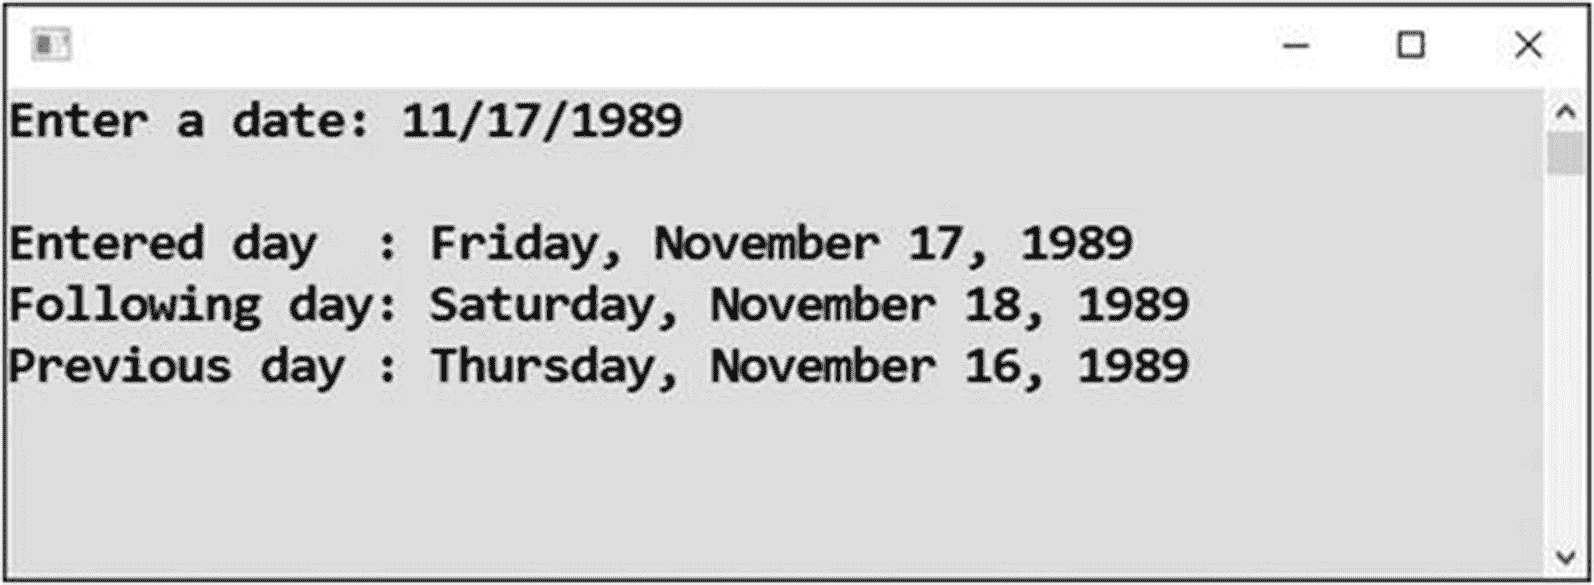 Enter a date: 11/17/1989
Entered day  : Friday, November 17, 1989
Following day: Saturday, November 18, 1989
Previous day : Thursday, November 16, 1989